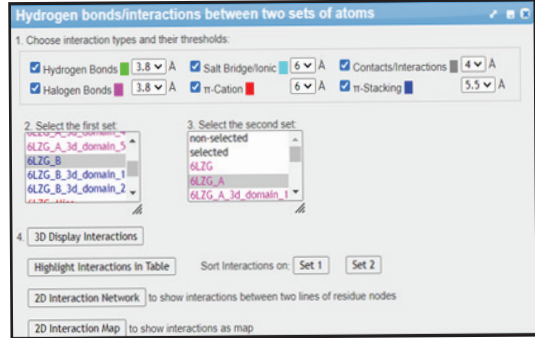 Hydrogen bonds/interactions between two sets of atoms
1. Choose interaction types and their thresholds:
Hydrogen Bonds 3.8 Å Salt Bridge/Ionic 6 Å Contacts/Interactions 4 Å
Halogen Bonds 3.8 Å π-Cation 6 Å π-Stacking 5.5 Å
2. Select the first set:
6LZG_A_3d_domain_4
6LZG_A_3d_domain_5
6LZG_B
6LZG_B_3d_domain_1
6LZG_B_3d_domain_2
3. Select the second set:
non-selected
selected
6LZG
6LZG_A
6LZG_A_3d_domain_1
4. 3D Display Interactions
Highlight Interactions in Table Sort Interactions on: Set 1 Set 2
2D Interaction Network to show interactions between two lines of residue nodes
2D Interaction Map to show interactions as map